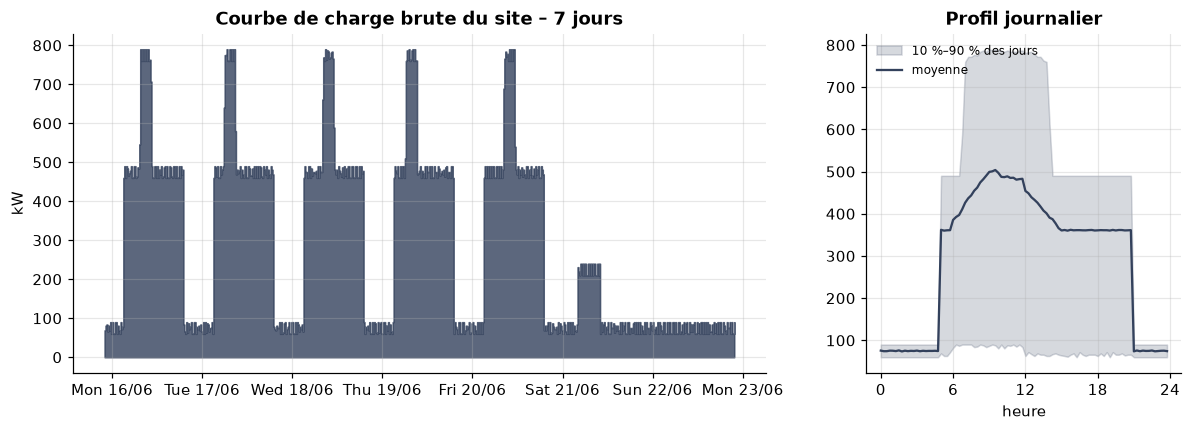 Courbe de charge brute du site – 7 jours
kW
800
700
600
500
400
300
200
100
0
Mon 16/06 Tue 17/06 Wed 18/06 Thu 19/06 Fri 20/06 Sat 21/06 Sun 22/06 Mon 23/06
Profil journalier
10 %–90 % des jours
moyenne
800
700
600
500
400
300
200
100
0 6 12 18 24
heure